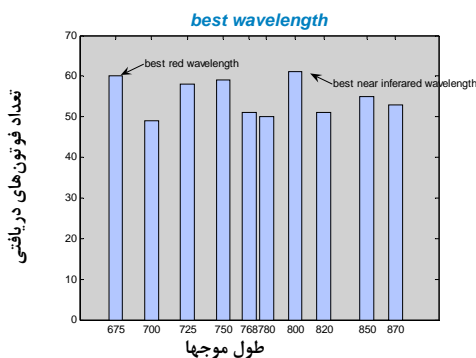 best wavelength
70
60
50
40
30
20
10
0
تعداد فوتون‌های دریافتی
best red wavelength
best near inferared wavelength
675 700 725 750 768 780 800 820 850 870
طول موجها